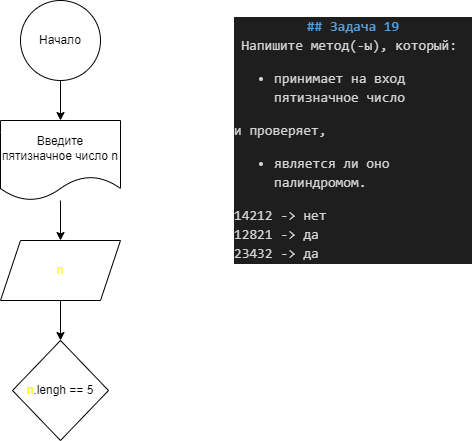 Начало
Введите
пятизначное число n
n
n.lengh == 5
## Задача 19
Напишите метод(-ы), который:
• принимает на вход
пятизначное число
и проверяет,
• является ли оно
палиндромом.
14212 -> нет
12821 -> да
23432 -> да